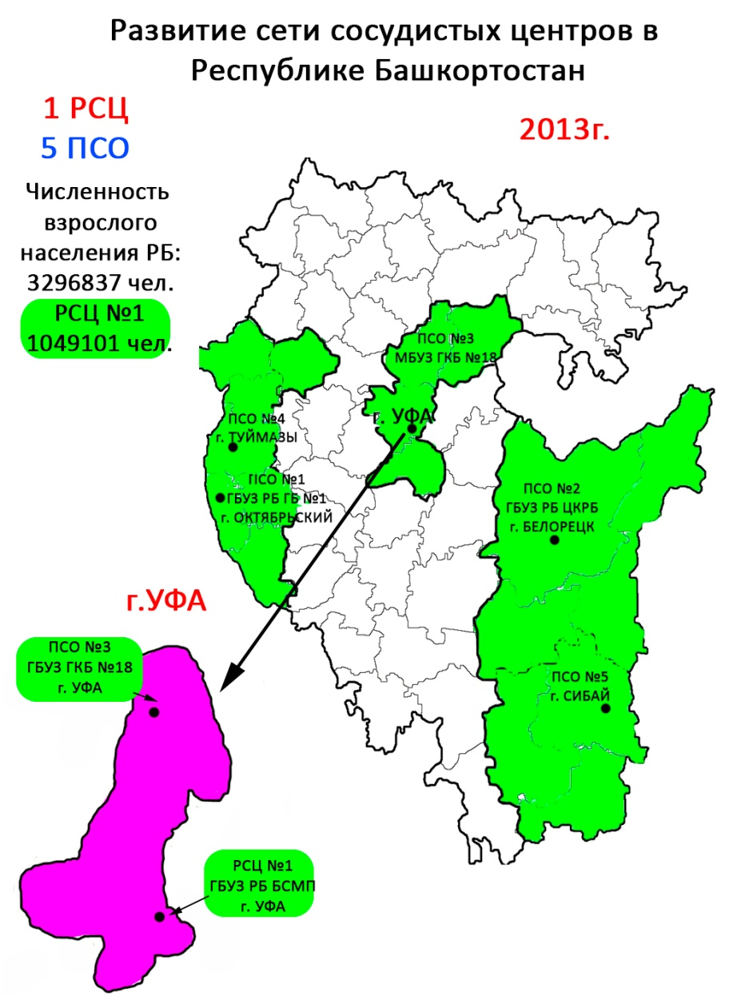 Развитие сети сосудистых центров в
Республике Башкортостан
1 РСЦ
5 ПСО
2013г.
Численность
взрослого
населения РБ:
3296837 чел.
РСЦ №1
1049101 чел.
ПСО №3
МБУЗ ГКБ №18
г. УФА
ПСО №4
г. ТУЙМАЗЫ
ПСО №1
ГБУЗ РБ ГБ №1
г. ОКТЯБРЬСКИЙ
ПСО №2
ГБУЗ РБ ЦКРБ
г. БЕЛОРЕЦК
ПСО №5
г. СИБАЙ
г.УФА
ПСО №3
ГБУЗ ГКБ №18
г. УФА
РСЦ №1
ГБУЗ РБ БСМП
г. УФА